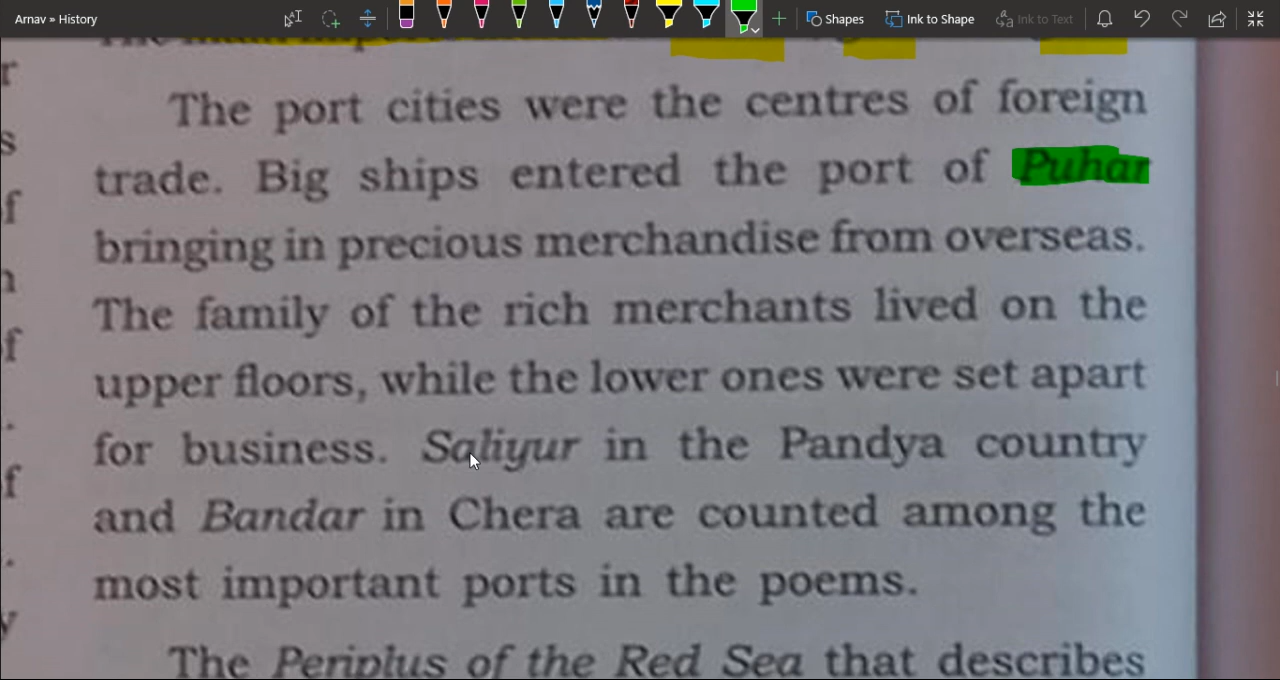 Arnav » History
Shapes
Ink to Shape
Ink to Text
The port cities were the centres of foreign
trade. Big ships entered the port of Puhar
bringing in precious merchandise from overseas.
The family of the rich merchants lived on the
upper floors, while the lower ones were set apart
for business. Saliyur in the Pandya country
and Bandar in Chera are counted among the
most important ports in the poems.
The Periplus of the Red Sea that describes